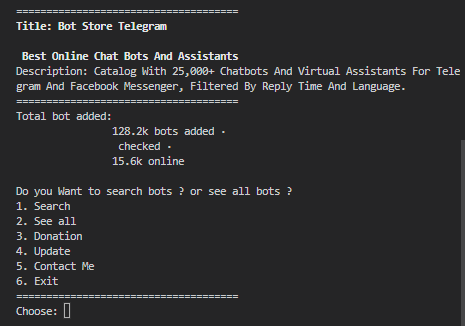 =====================================
Title: Bot Store Telegram
Best Online Chat Bots And Assistants
Description: Catalog With 25,000+ Chatbots And Virtual Assistants For Tele
gram And Facebook Messenger, Filtered By Reply Time And Language.
=====================================
Total bot added:
128.2k bots added ·
checked ·
15.6k online
Do you Want to search bots ? or see all bots ?
1. Search
2. See all
3. Donation
4. Update
5. Contact Me
6. Exit
=====================================
Choose: